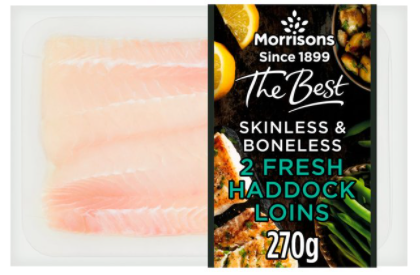 Morrisons
Since 1899
The Best
SKINLESS &
BONELESS
2 FRESH
HADDOCK
LOINS
270g